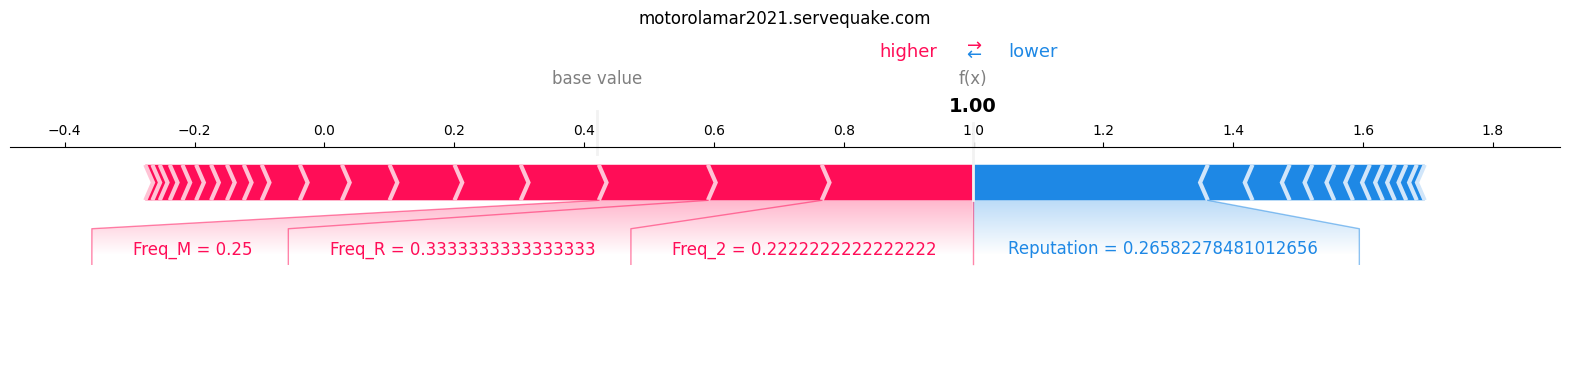 motorolamar2021.servequake.com
higher ⇄ lower
base value f(x)
1.00
−0.4 −0.2 0.0 0.2 0.4 0.6 0.8 1.0 1.2 1.4 1.6 1.8
Freq_M = 0.25 Freq_R = 0.3333333333333333 Freq_2 = 0.2222222222222222 Reputation = 0.26582278481012656